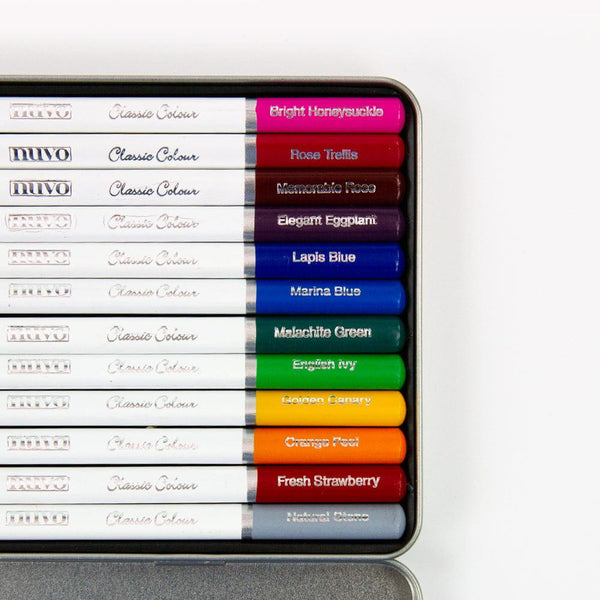 nuvo Classic Colour Bright Honeysuckle
nuvo Classic Colour Rose Trellis
nuvo Classic Colour Memorable Rose
nuvo Classic Colour Elegant Eggplant
nuvo Classic Colour Lapis Blue
nuvo Classic Colour Marina Blue
nuvo Classic Colour Malachite Green
nuvo Classic Colour English Ivy
nuvo Classic Colour Golden Canary
nuvo Classic Colour Orange Peel
nuvo Classic Colour Fresh Strawberry
nuvo Classic Colour Natural Stone